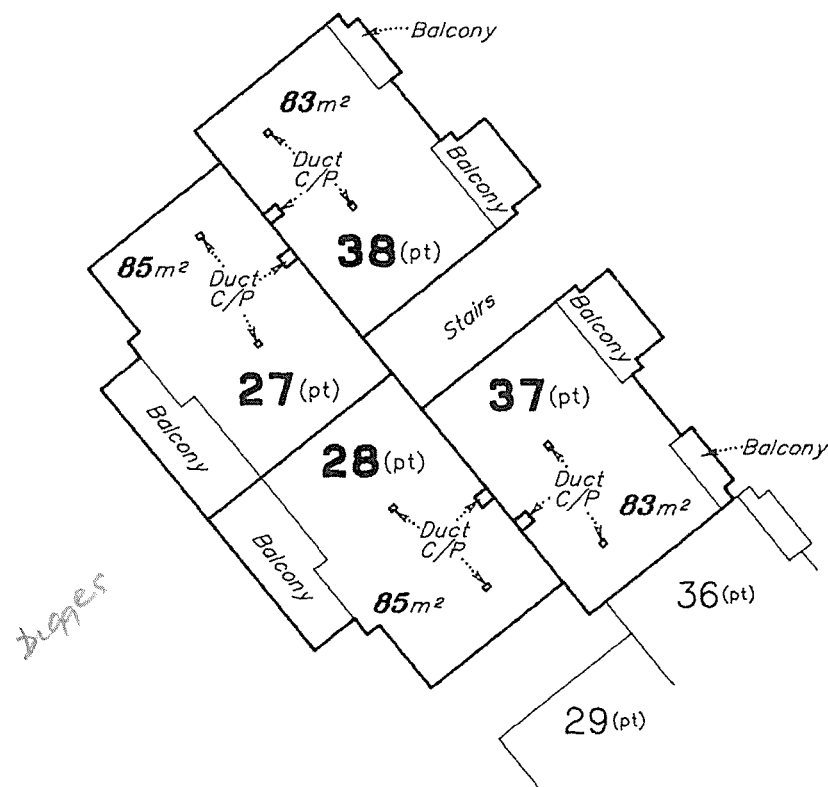 Balcony
83m²
Duct
C/P
Balcony
38(pt)
85m²
Duct
C/P
Stairs
Balcony
27(pt)
37(pt)
Balcony
28(pt)
Balcony
Duct
C/P
83m²
Duct
C/P
Balcony
85m²
36(pt)
29(pt)